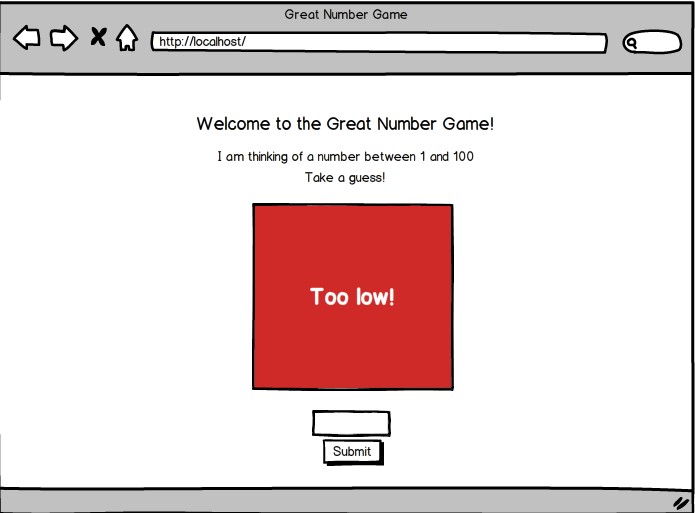 Great Number Game
http://localhost/
Welcome to the Great Number Game!
I am thinking of a number between 1 and 100
Take a guess!
Too low!
Submit